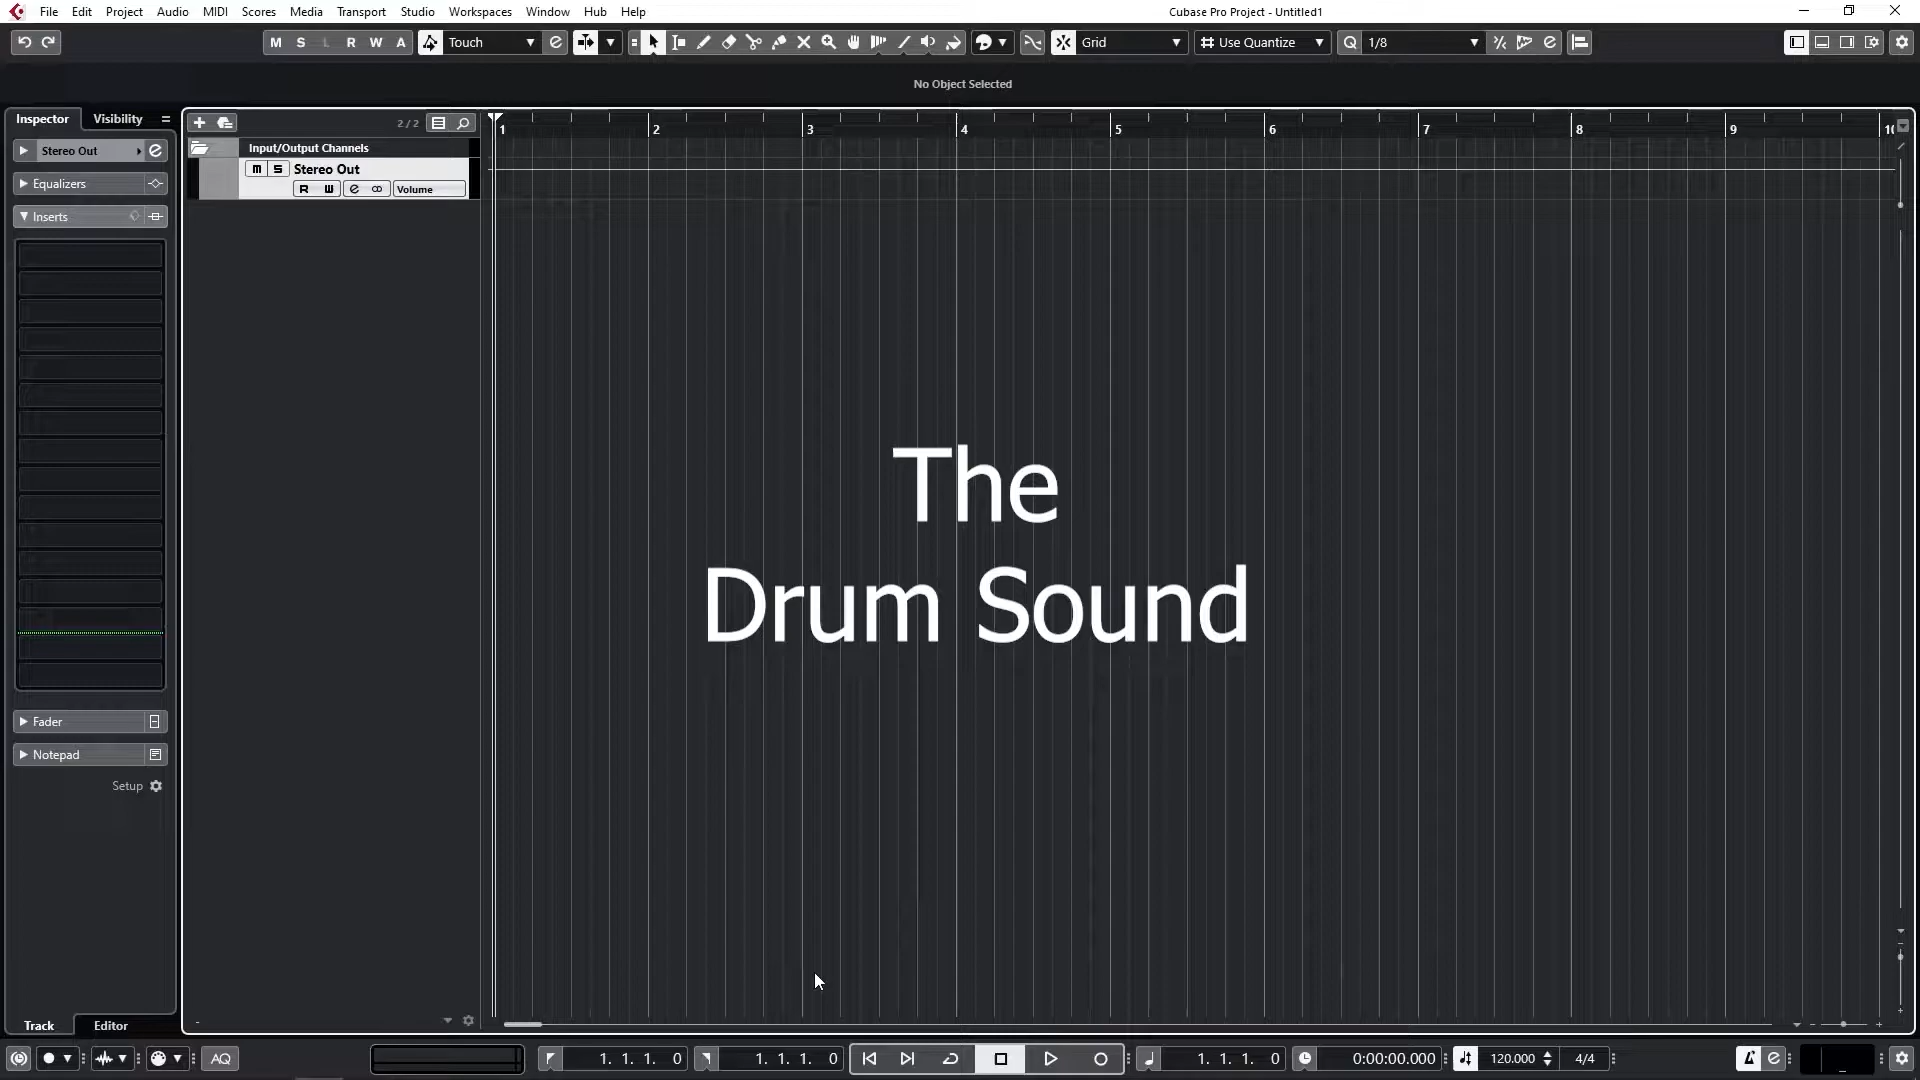 File Edit Project Audio MIDI Scores Media Transport Studio Workspaces Window Hub Help Cubase Pro Project - Untitled1
M S L R W A Touch Grid Use Quantize Q 1/8
No Object Selected
Inspector Visibility 2 / 2 1 2 3 4 5 6 7 8 9
Stereo Out Input/Output Channels
m S Stereo Out
Equalizers R W Volume
Inserts
The
Drum Sound
Fader
Notepad
Setup
Track Editor
AQ 1. 1. 1. 0 1. 1. 1. 0 1. 1. 1. 0 0:00:00.000 120.000 4/4